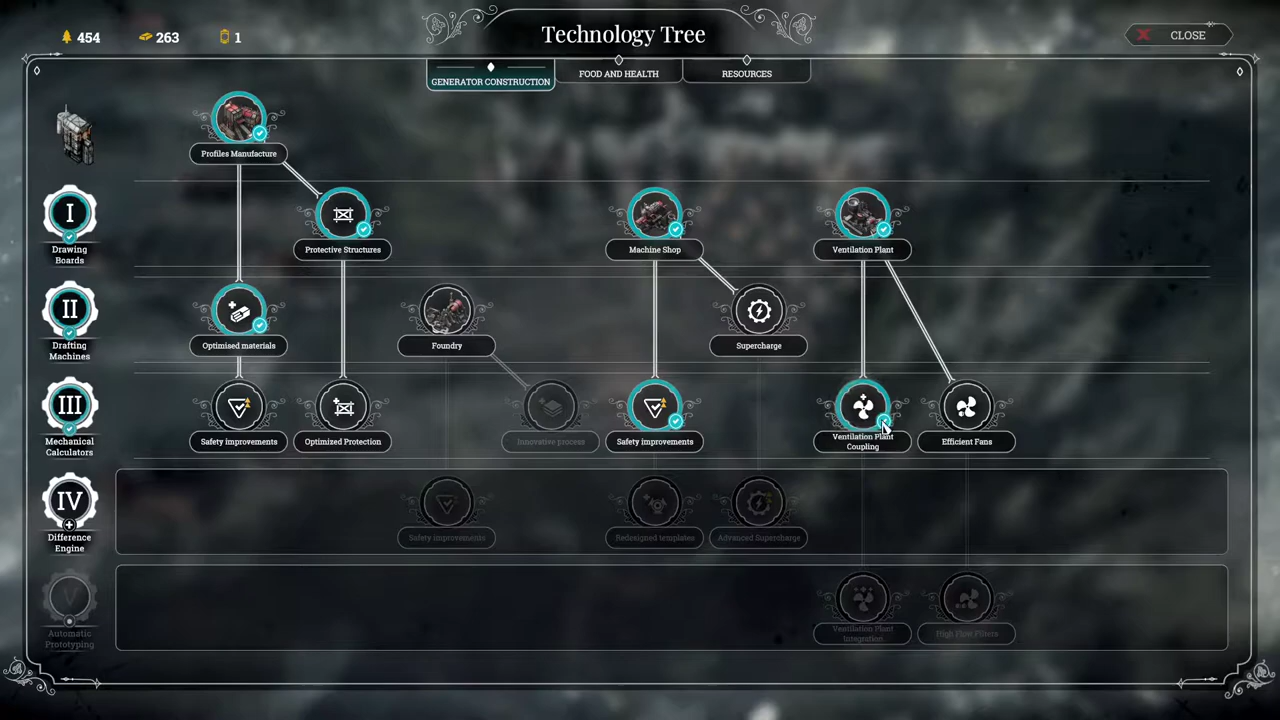 454 263 1
Technology Tree
CLOSE
GENERATOR CONSTRUCTION
FOOD AND HEALTH
RESOURCES
Profiles Manufacture
I
Drawing
Boards
Protective Structures
Machine Shop
Ventilation Plant
II
Drafting
Machines
Optimised materials
Foundry
Supercharge
III
Mechanical
Calculators
Safety improvements
Optimized Protection
Innovative process
Safety improvements
Ventilation Plant
Coupling
Efficient Fans
IV
Difference
Engine
Safety improvements
Redesigned templates
Advanced Supercharge
V
Automatic
Prototyping
Ventilation Plant
Integration
High Flow Filters